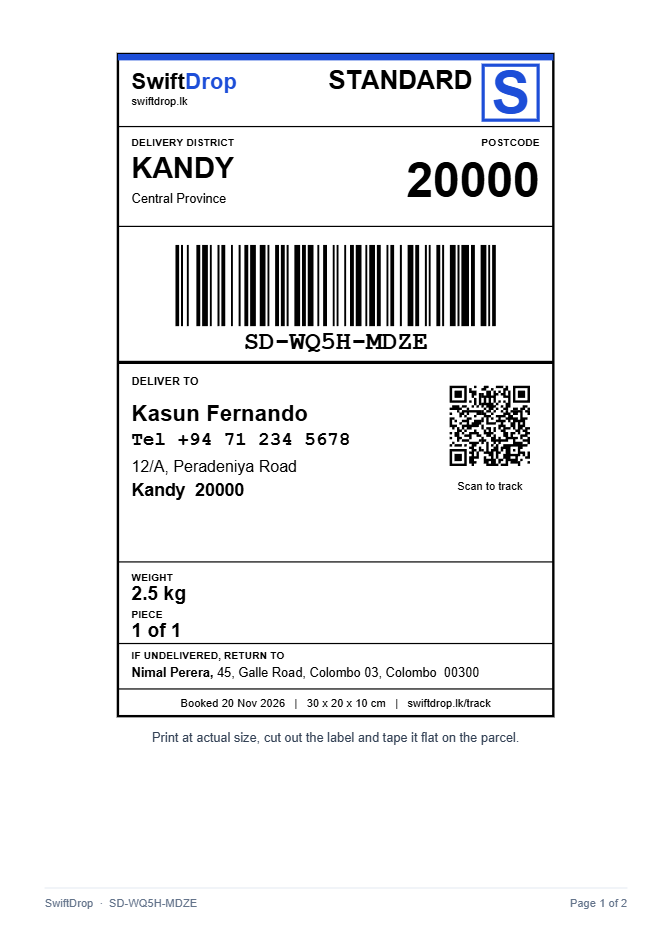 SwiftDrop
swiftdrop.lk
STANDARD
S
DELIVERY DISTRICT
KANDY
Central Province
POSTCODE
20000
SD-WQ5H-MDZE
DELIVER TO
Kasun Fernando
Tel +94 71 234 5678
12/A, Peradeniya Road
Kandy 20000
Scan to track
WEIGHT
2.5 kg
PIECE
1 of 1
IF UNDELIVERED, RETURN TO
Nimal Perera, 45, Galle Road, Colombo 03, Colombo 00300
Booked 20 Nov 2026 | 30 x 20 x 10 cm | swiftdrop.lk/track
Print at actual size, cut out the label and tape it flat on the parcel.
SwiftDrop · SD-WQ5H-MDZE
Page 1 of 2